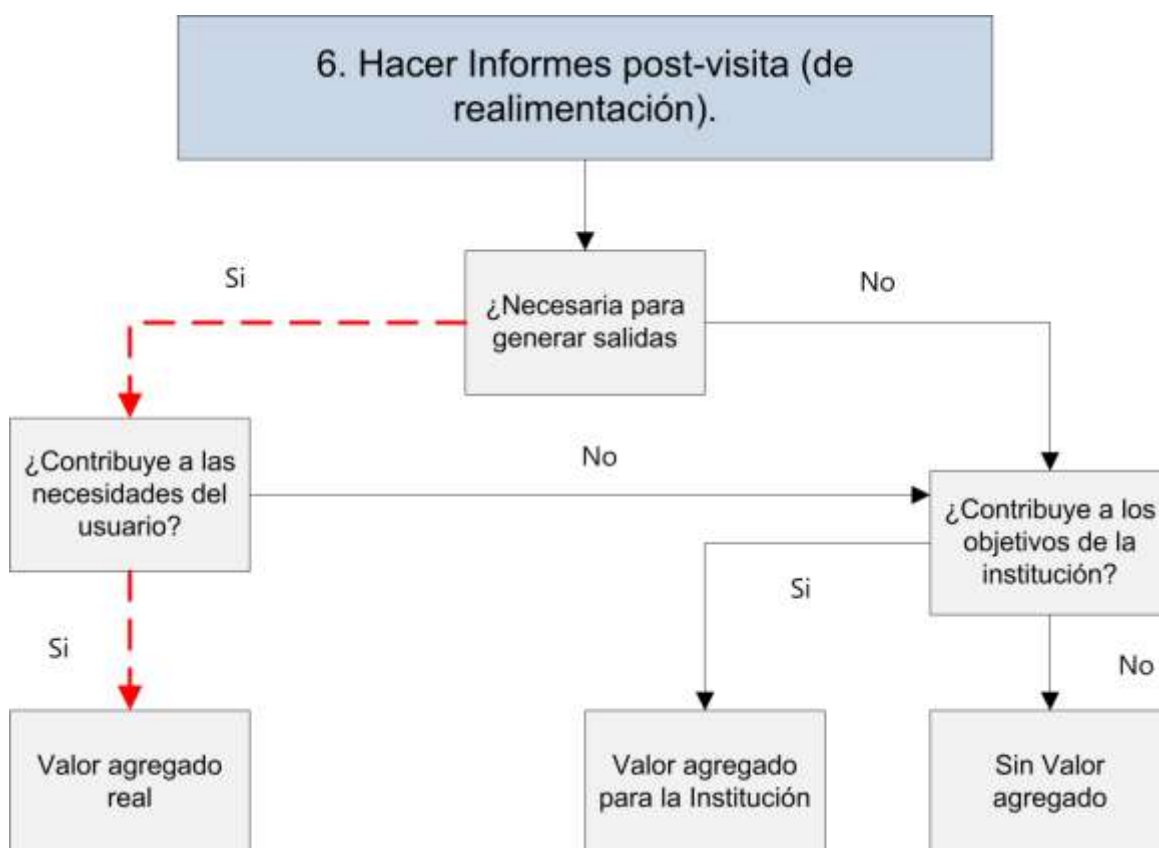 6. Hacer Informes post-visita (de
realimentación).
Si
No
¿Necesaria para
generar salidas
¿Contribuye a las
necesidades del
usuario?
No
¿Contribuye a los
objetivos de la
institución?
Si
Si
No
Valor agregado
real
Valor agregado
para la Institución
Sin Valor
agregado